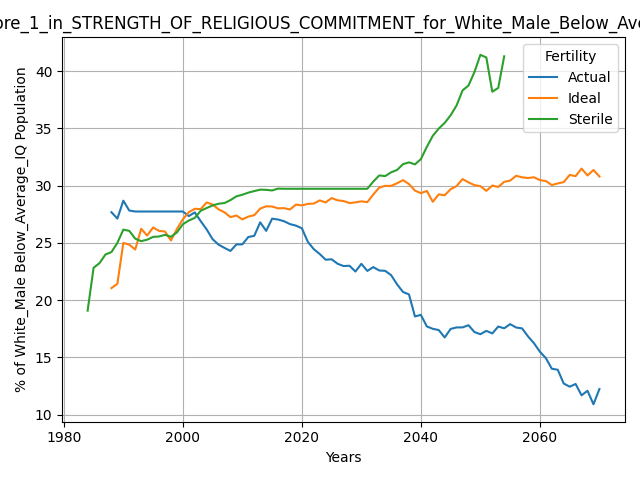 ore_1_in_STRENGTH_OF_RELIGIOUS_COMMITMENT_for_White_Male_Below_Ave
% of White_Male Below_Average_IQ Population
40
35
30
25
20
15
10
1980
2000
2020
2040
2060
Years
Fertility
Actual
Ideal
Sterile